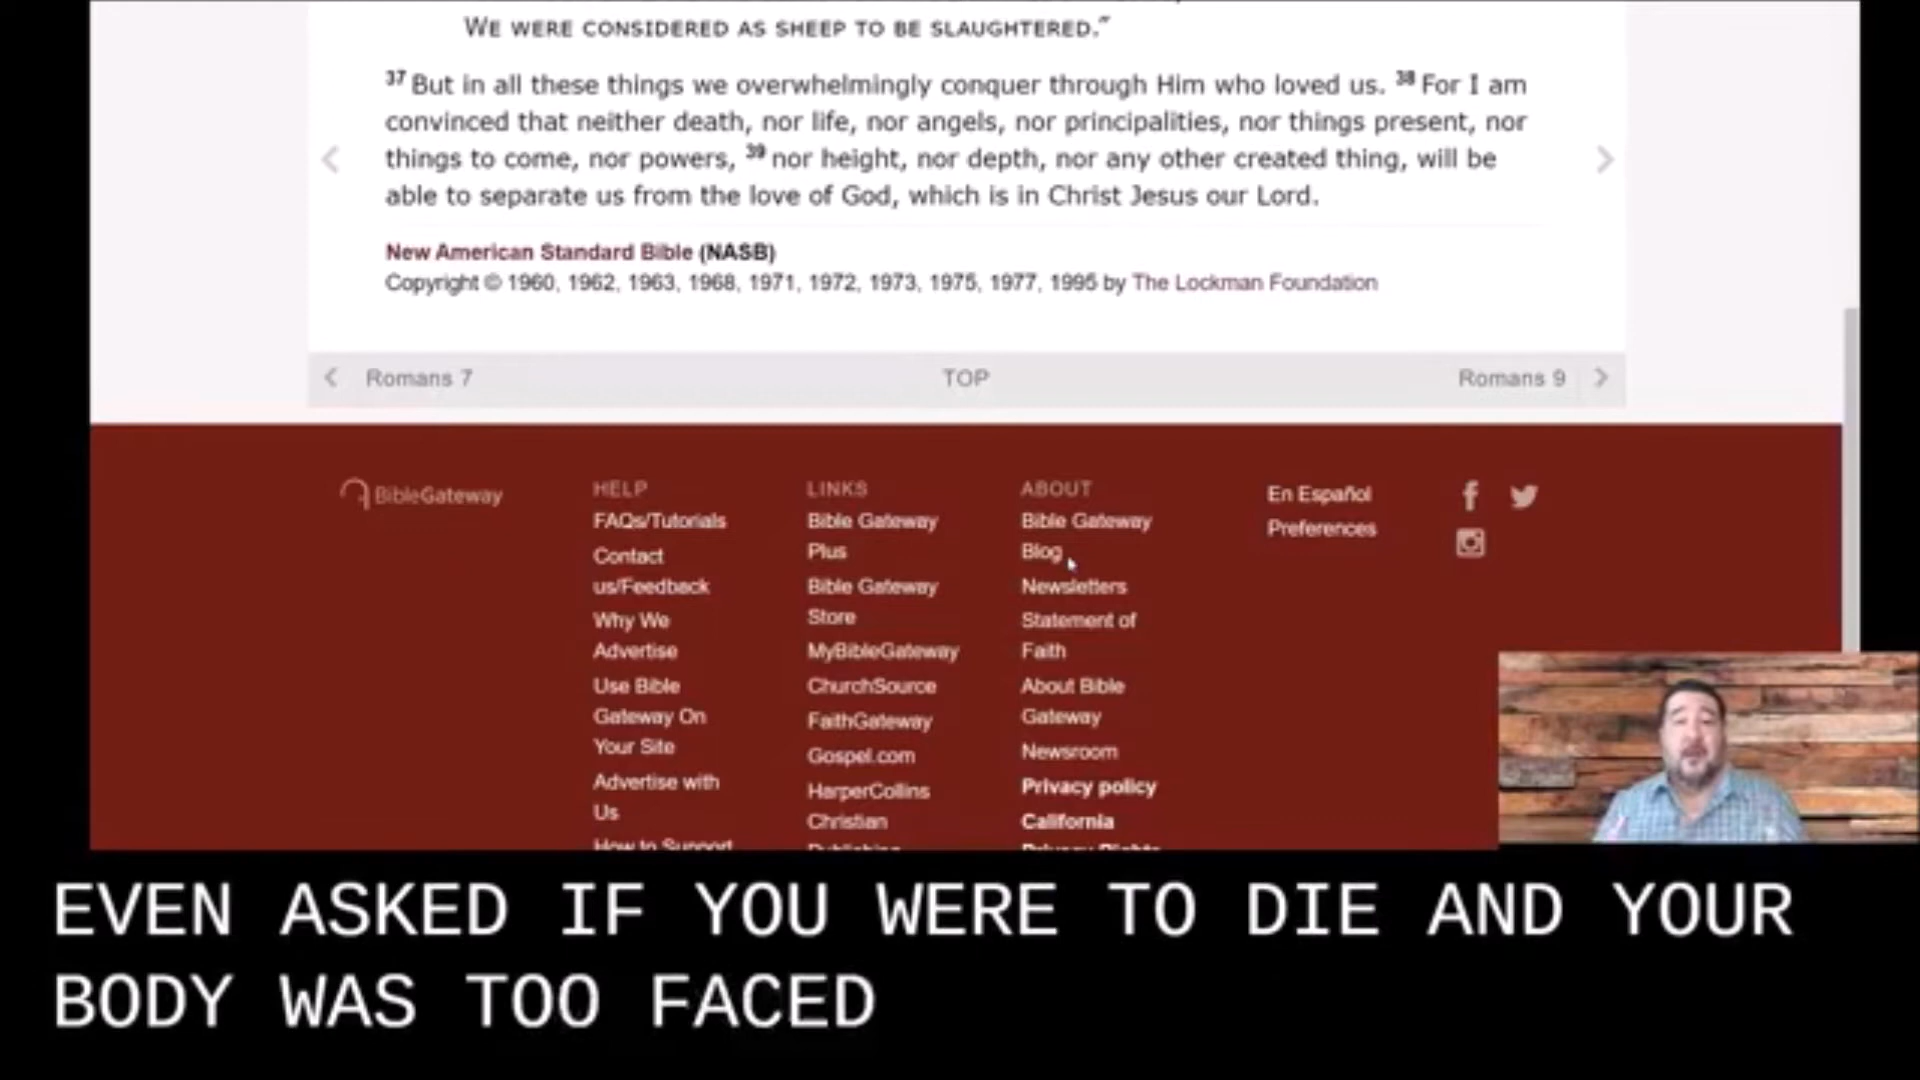 WE WERE CONSIDERED AS SHEEP TO BE SLAUGHTERED.”
37 But in all these things we overwhelmingly conquer through Him who loved us. 38 For I am
convinced that neither death, nor life, nor angels, nor principalities, nor things present, nor
things to come, nor powers, 39 nor height, nor depth, nor any other created thing, will be
able to separate us from the love of God, which is in Christ Jesus our Lord.
New American Standard Bible (NASB)
Copyright © 1960, 1962, 1963, 1968, 1971, 1972, 1973, 1975, 1977, 1995 by The Lockman Foundation
Romans 7 TOP Romans 9
BibleGateway
HELP
FAQs/Tutorials
Contact
us/Feedback
Why We
Advertise
Use Bible
Gateway On
Your Site
Advertise with
Us
How to Support
LINKS
Bible Gateway
Plus
Bible Gateway
Store
MyBibleGateway
ChurchSource
FaithGateway
Gospel.com
HarperCollins
Christian
Publishing
ABOUT
Bible Gateway
Blog
Newsletters
Statement of
Faith
About Bible
Gateway
Newsroom
Privacy policy
California
Privacy Rights
En Español
Preferences
EVEN ASKED IF YOU WERE TO DIE AND YOUR
BODY WAS TOO FACED